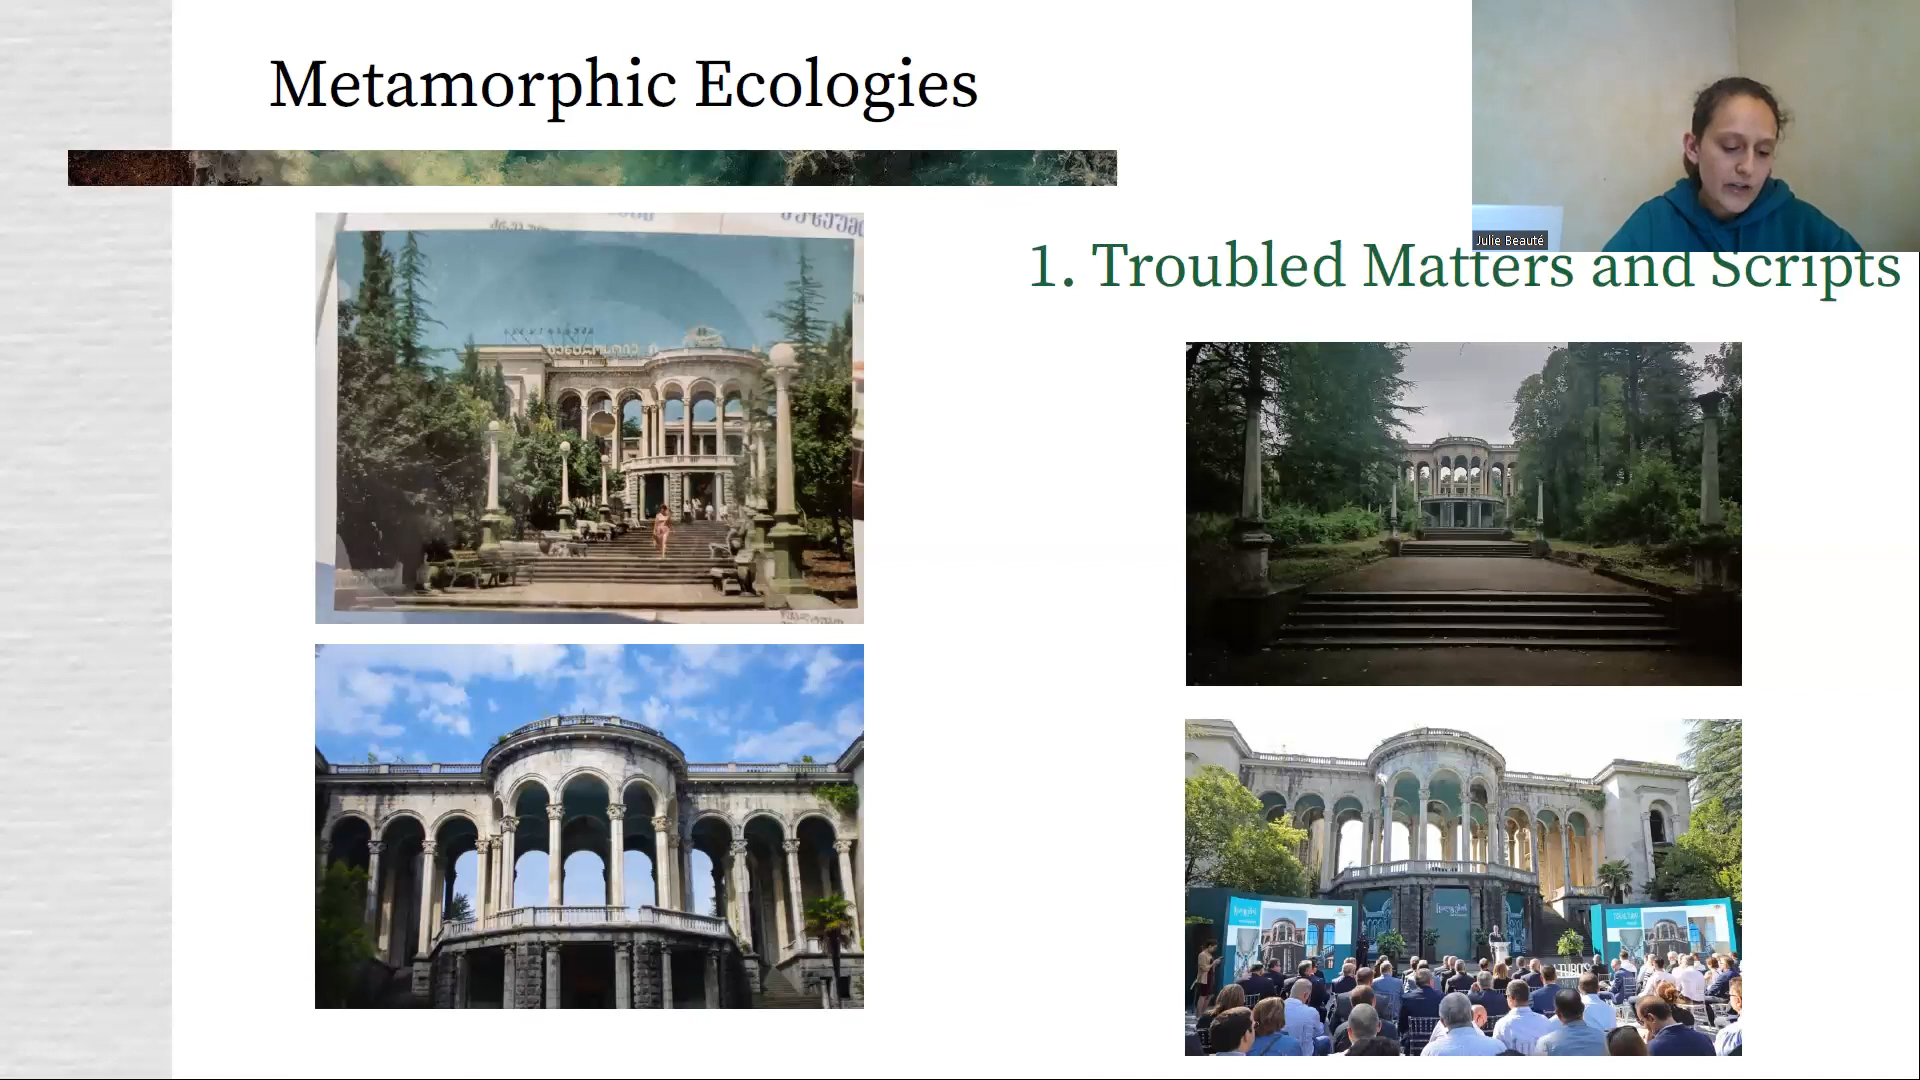 Metamorphic Ecologies
Julie Beauté
1. Troubled Matters and Scripts